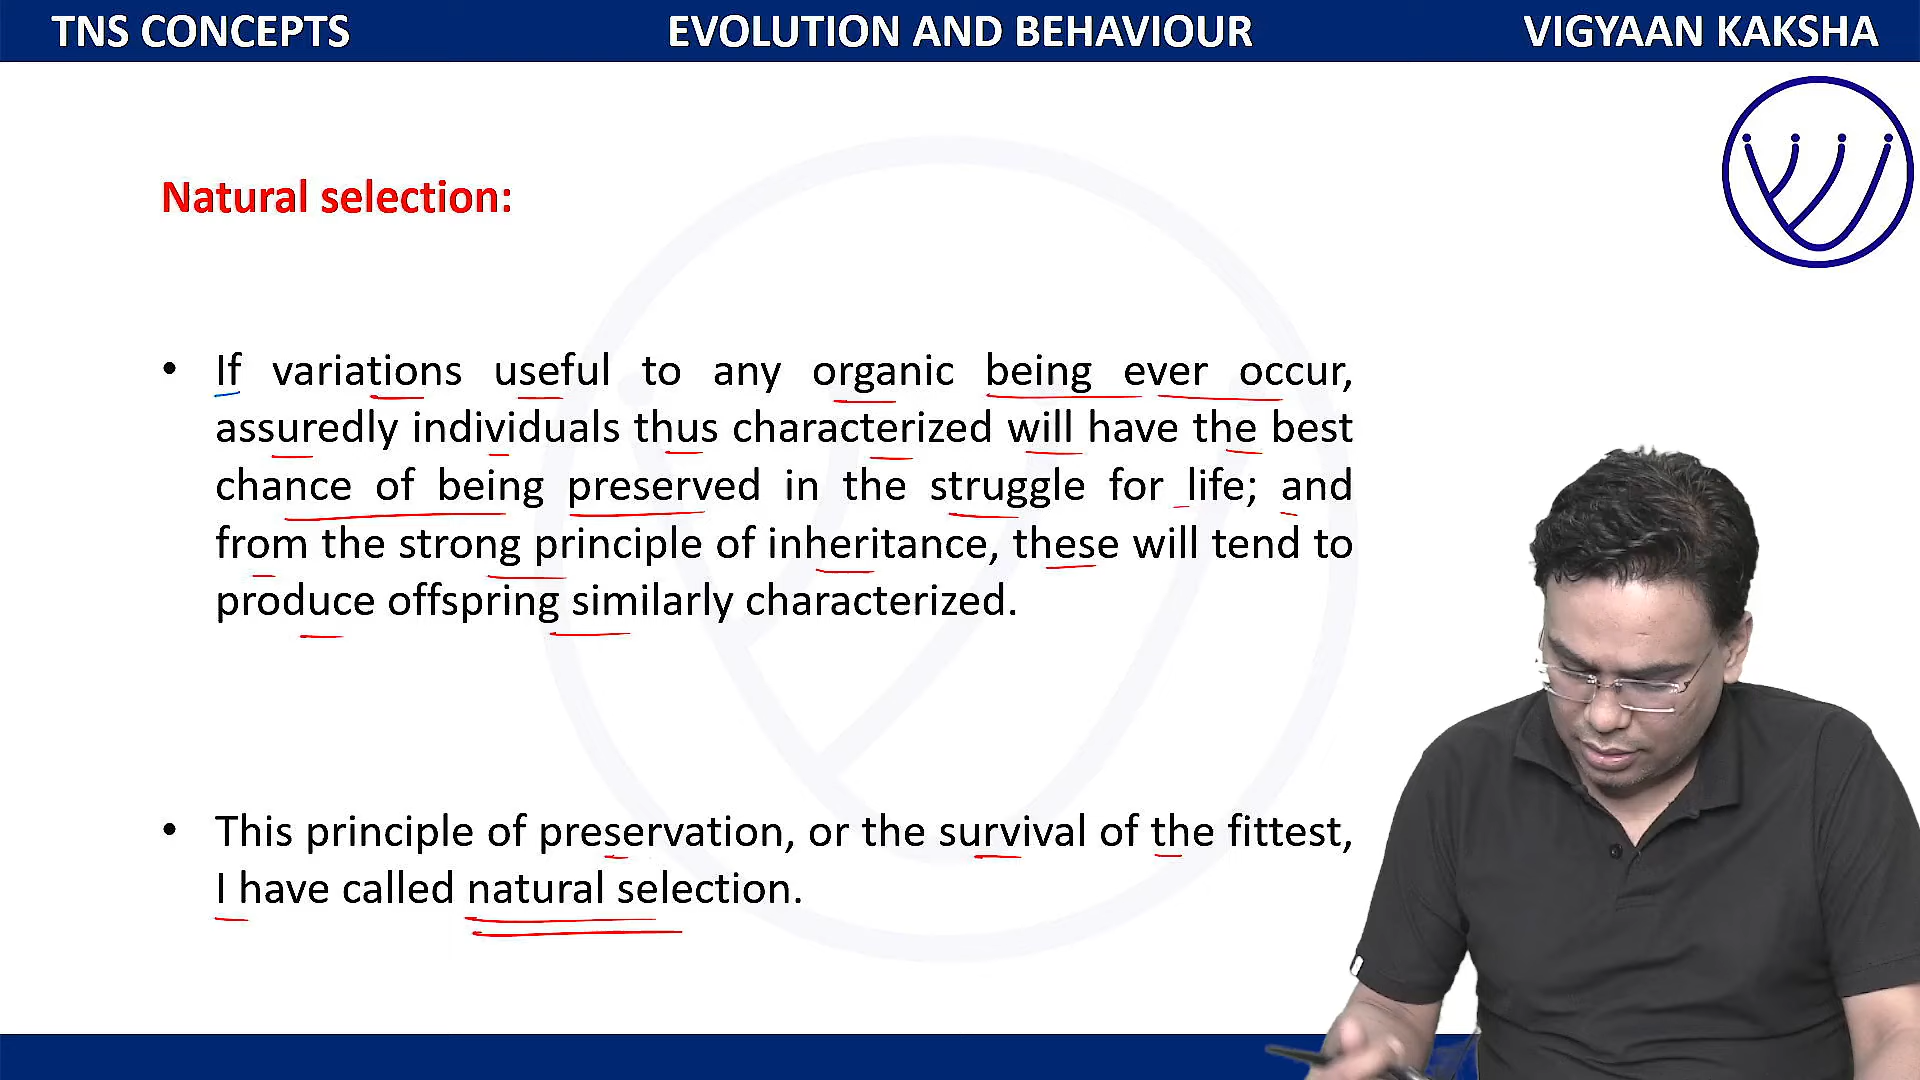 TNS CONCEPTS EVOLUTION AND BEHAVIOUR VIGYAAN KAKSHA
Natural selection:
• If variations useful to any organic being ever occur,
assuredly individuals thus characterized will have the best
chance of being preserved in the struggle for life; and
from the strong principle of inheritance, these will tend to
produce offspring similarly characterized.
• This principle of preservation, or the survival of the fittest,
I have called natural selection.